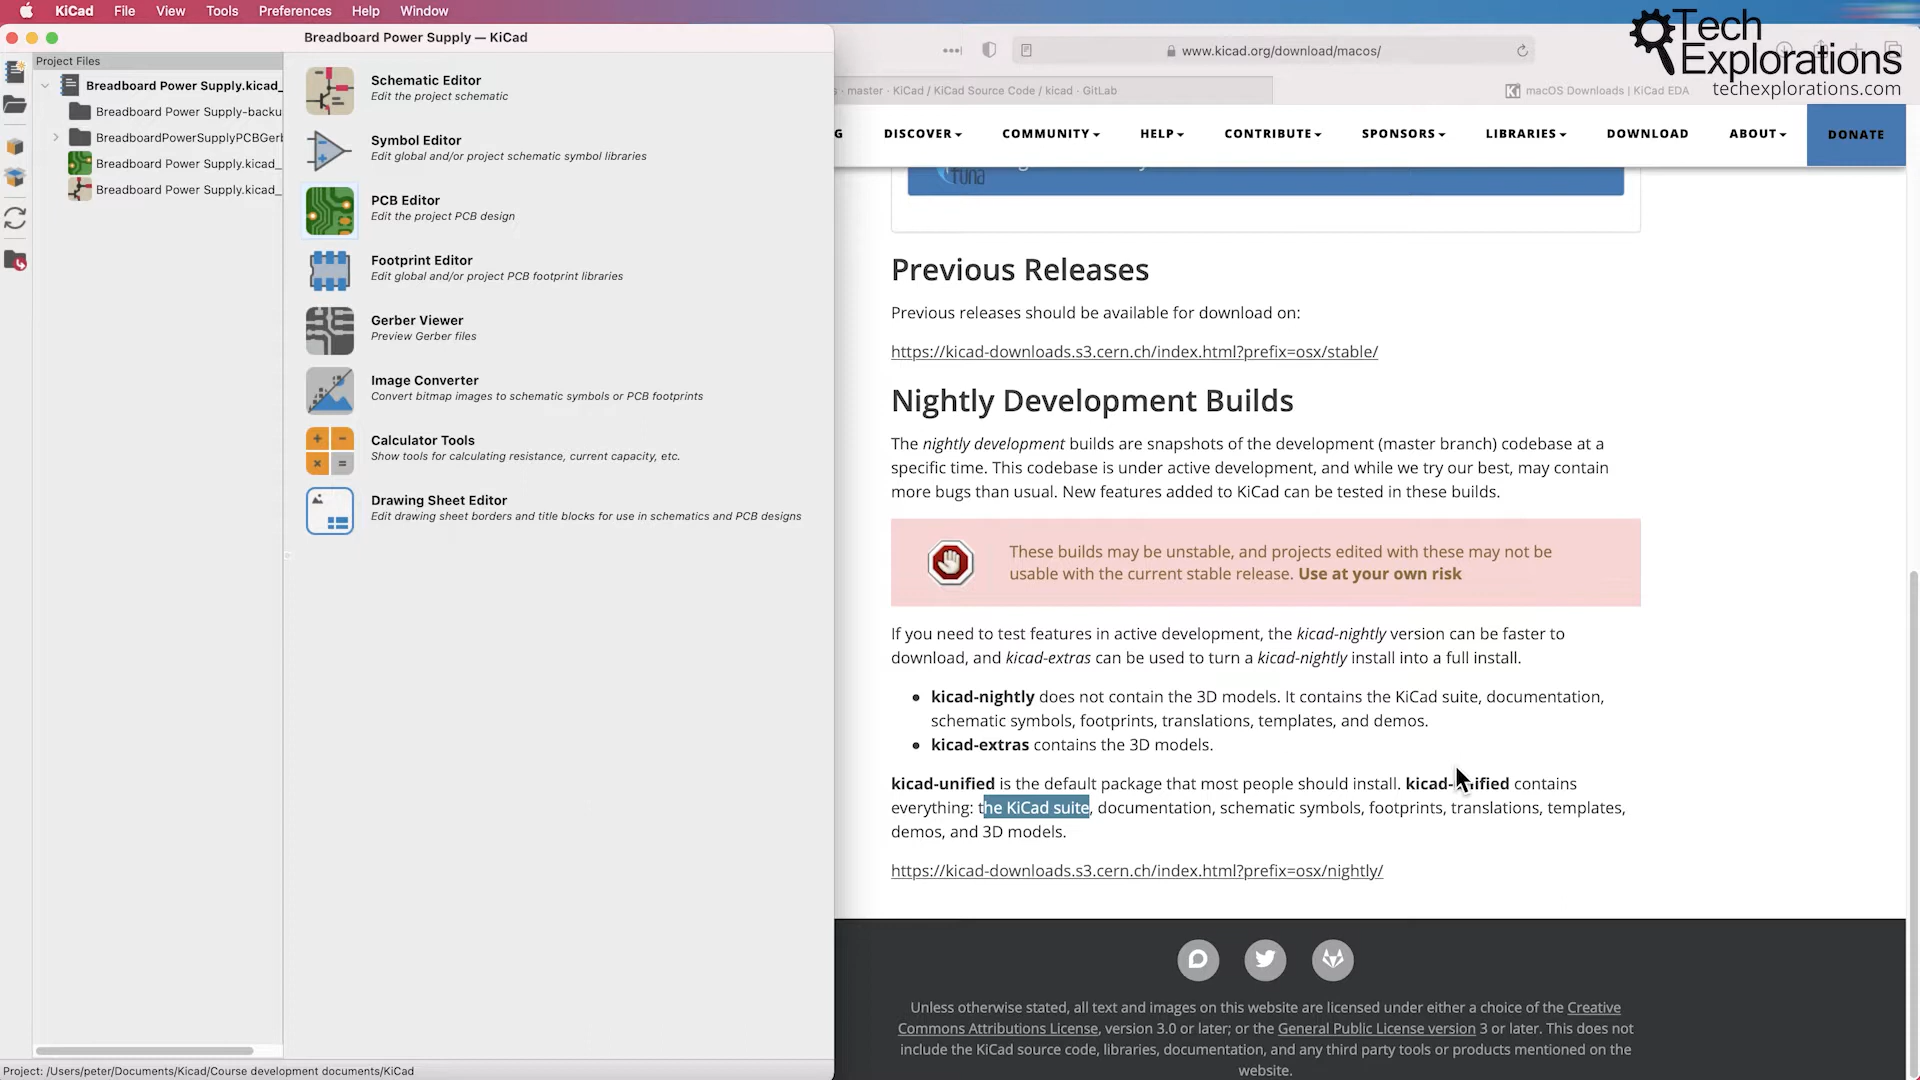 KiCad File View Tools Preferences Help Window
Breadboard Power Supply — KiCad
Project Files
Breadboard Power Supply.kicad_
Breadboard Power Supply-backu
BreadboardPowerSupplyPCBGerb
Breadboard Power Supply.kicad_
Breadboard Power Supply.kicad_
Schematic Editor
Edit the project schematic
Symbol Editor
Edit global and/or project schematic symbol libraries
PCB Editor
Edit the project PCB design
Footprint Editor
Edit global and/or project PCB footprint libraries
Gerber Viewer
Preview Gerber files
Image Converter
Convert bitmap images to schematic symbols or PCB footprints
Calculator Tools
Show tools for calculating resistance, current capacity, etc.
Drawing Sheet Editor
Edit drawing sheet borders and title blocks for use in schematics and PCB designs
Project: /Users/peter/Documents/Kicad/Course development documents/KiCad
www.kicad.org/download/macos/
Tech
Explorations
techexplorations.com
s · master · KiCad / KiCad Source Code / kicad · GitLab
macOS Downloads | KiCad EDA
G DISCOVER COMMUNITY HELP CONTRIBUTE SPONSORS LIBRARIES DOWNLOAD ABOUT DONATE
tuna
Previous Releases
Previous releases should be available for download on:
https://kicad-downloads.s3.cern.ch/index.html?prefix=osx/stable/
Nightly Development Builds
The nightly development builds are snapshots of the development (master branch) codebase at a
specific time. This codebase is under active development, and while we try our best, may contain
more bugs than usual. New features added to KiCad can be tested in these builds.
These builds may be unstable, and projects edited with these may not be
usable with the current stable release. Use at your own risk
If you need to test features in active development, the kicad-nightly version can be faster to
download, and kicad-extras can be used to turn a kicad-nightly install into a full install.
kicad-nightly does not contain the 3D models. It contains the KiCad suite, documentation,
schematic symbols, footprints, translations, templates, and demos.
kicad-extras contains the 3D models.
kicad-unified is the default package that most people should install. kicad-unified contains
everything: the KiCad suite, documentation, schematic symbols, footprints, translations, templates,
demos, and 3D models.
https://kicad-downloads.s3.cern.ch/index.html?prefix=osx/nightly/
Unless otherwise stated, all text and images on this website are licensed under either a choice of the Creative
Commons Attributions License, version 3.0 or later; or the General Public License version 3 or later. This does not
include the KiCad source code, libraries, documentation, and any third party tools or products mentioned on the
website.